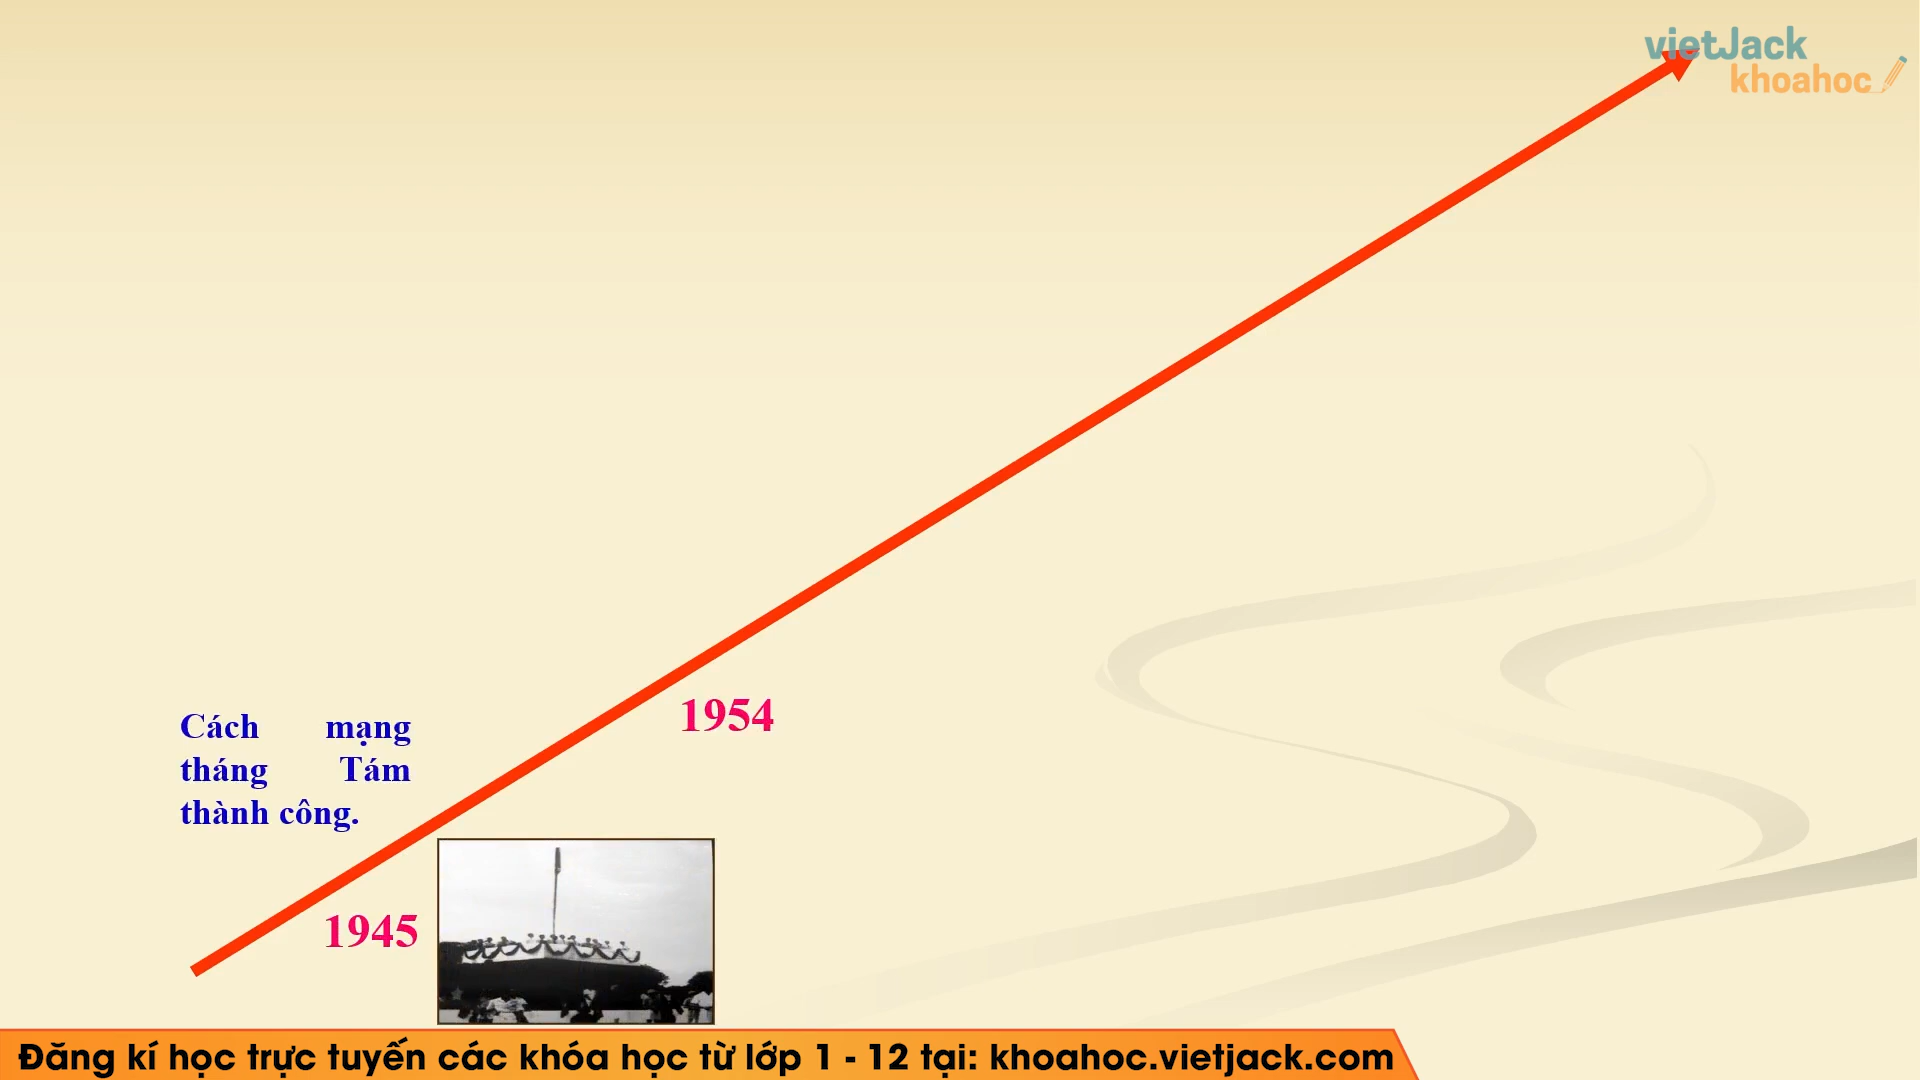 vietJack
khoahoc
1954
Cách mạng
tháng Tám
thành công.
1945
Đăng kí học trực tuyến các khóa học từ lớp 1 - 12 tại: khoahoc.vietjack.com